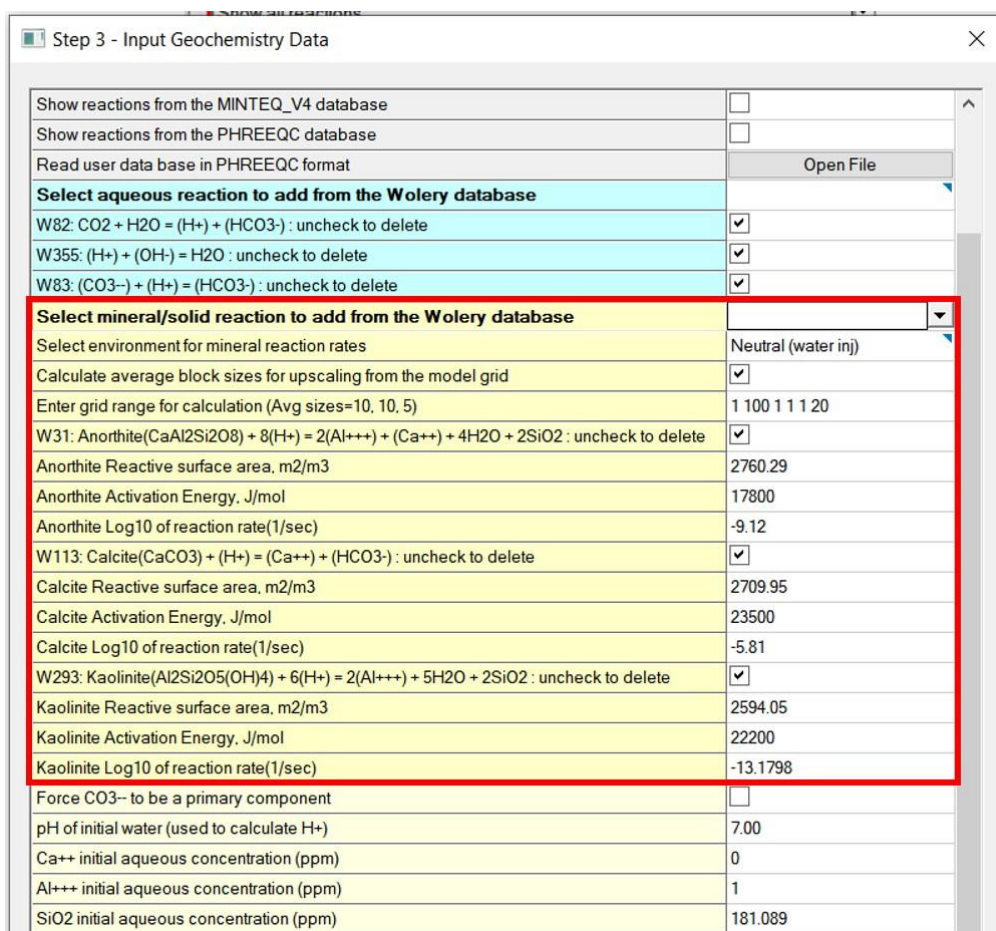 Show all reactions
Step 3 - Input Geochemistry Data
Show reactions from the MINTEQ_V4 database
Show reactions from the PHREEQC database
Read user data base in PHREEQC format Open File
Select aqueous reaction to add from the Wolery database
W82: CO2 + H2O = (H+) + (HCO3-) : uncheck to delete
W355: (H+) + (OH-) = H2O : uncheck to delete
W83: (CO3--) + (H+) = (HCO3-) : uncheck to delete
Select mineral/solid reaction to add from the Wolery database
Select environment for mineral reaction rates Neutral (water inj)
Calculate average block sizes for upscaling from the model grid
Enter grid range for calculation (Avg sizes=10, 10, 5) 1 100 1 1 1 20
W31: Anorthite(CaAl2Si2O8) + 8(H+) = 2(Al+++) + (Ca++) + 4H2O + 2SiO2 : uncheck to delete
Anorthite Reactive surface area, m2/m3 2760.29
Anorthite Activation Energy, J/mol 17800
Anorthite Log10 of reaction rate(1/sec) -9.12
W113: Calcite(CaCO3) + (H+) = (Ca++) + (HCO3-) : uncheck to delete
Calcite Reactive surface area, m2/m3 2709.95
Calcite Activation Energy, J/mol 23500
Calcite Log10 of reaction rate(1/sec) -5.81
W293: Kaolinite(Al2Si2O5(OH)4) + 6(H+) = 2(Al+++) + 5H2O + 2SiO2 : uncheck to delete
Kaolinite Reactive surface area, m2/m3 2594.05
Kaolinite Activation Energy, J/mol 22200
Kaolinite Log10 of reaction rate(1/sec) -13.1798
Force CO3-- to be a primary component
pH of initial water (used to calculate H+) 7.00
Ca++ initial aqueous concentration (ppm) 0
Al+++ initial aqueous concentration (ppm) 1
SiO2 initial aqueous concentration (ppm) 181.089